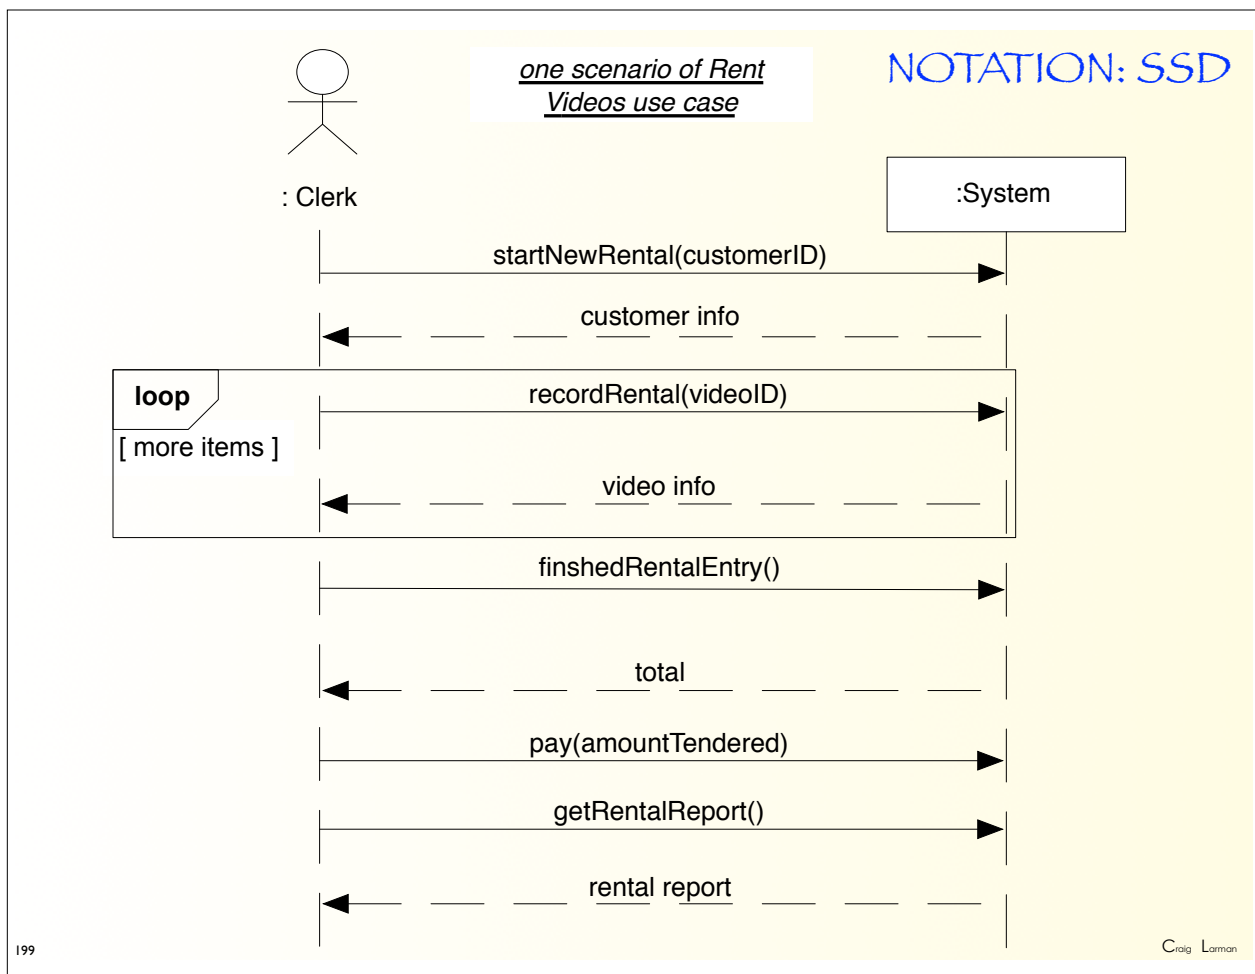 one scenario of Rent
Videos use case
NOTATION: SSD
: Clerk
:System
startNewRental(customerID)
customer info
loop
recordRental(videoID)
[ more items ]
video info
finshedRentalEntry()
total
pay(amountTendered)
getRentalReport()
rental report
199
Craig Larman